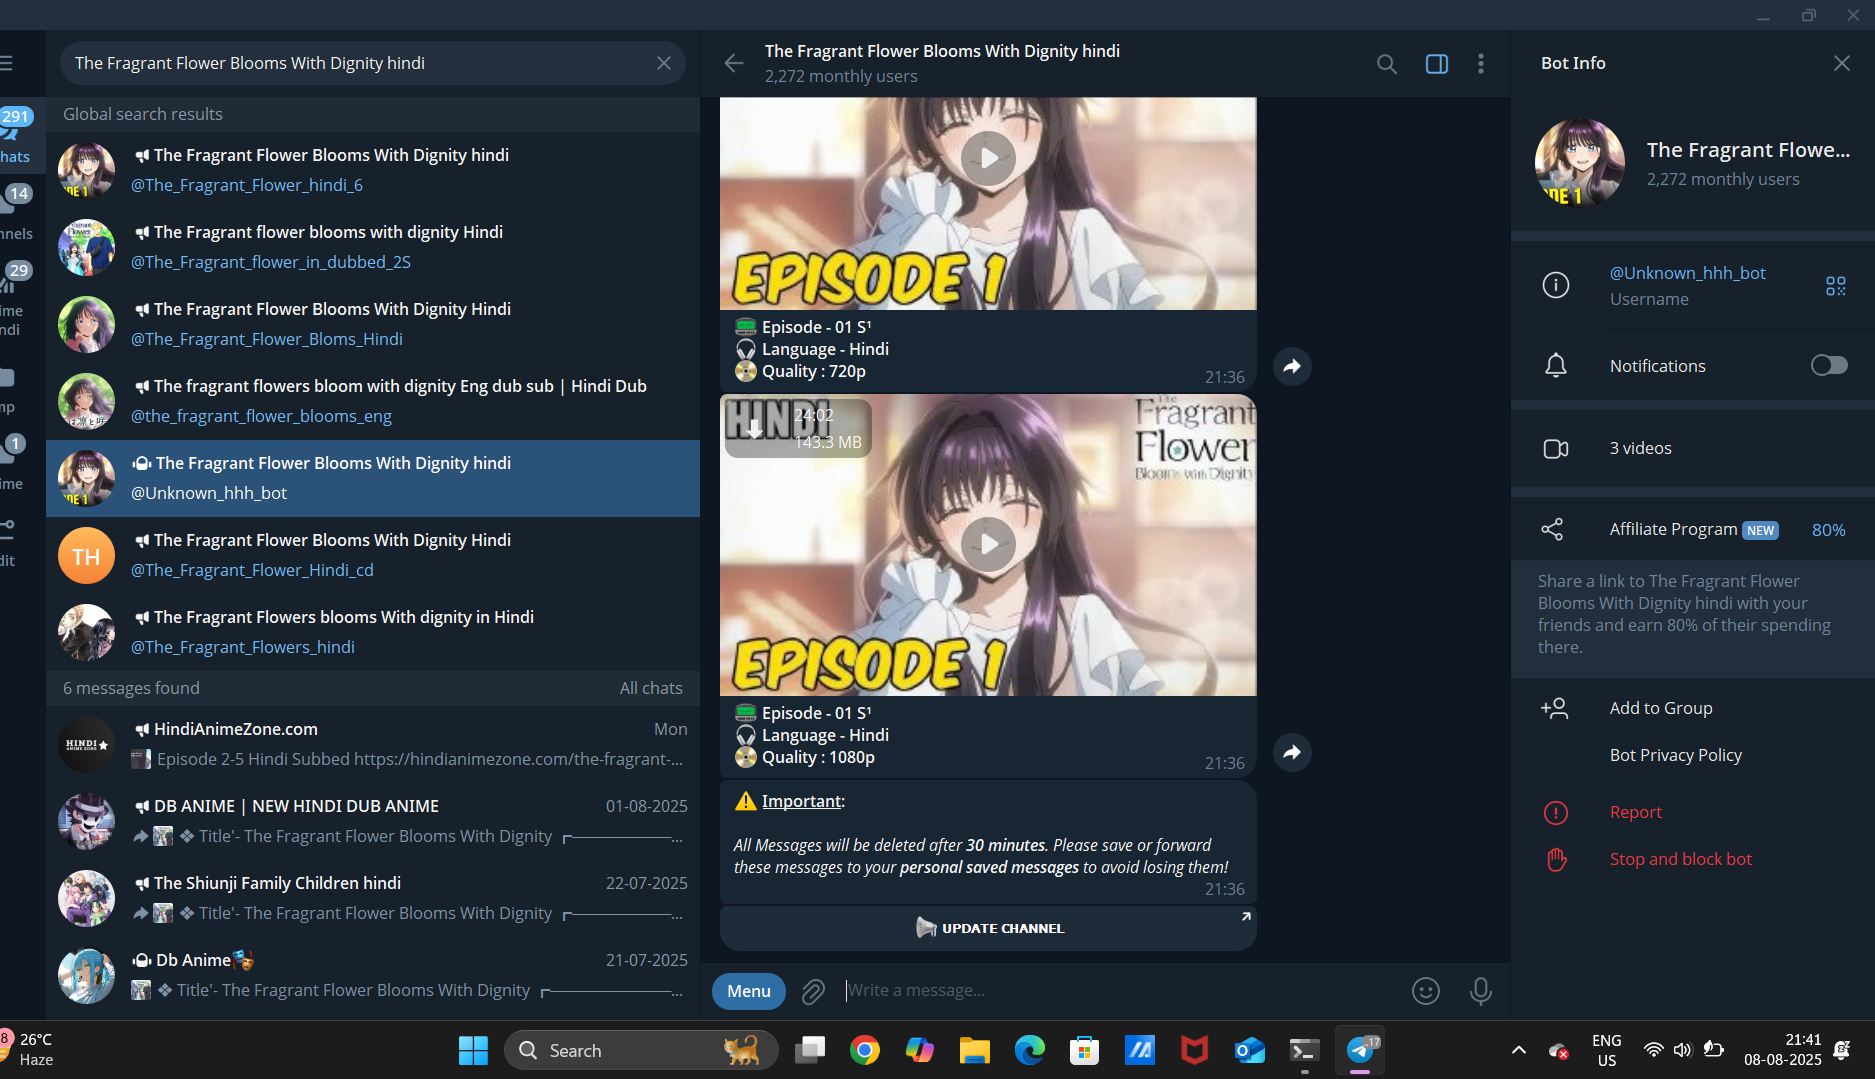 The Fragrant Flower Blooms With Dignity hindi
Global search results
The Fragrant Flower Blooms With Dignity hindi
@The_Fragrant_Flower_hindi_6
The Fragrant flower blooms with dignity Hindi
@The_Fragrant_flower_in_dubbed_2S
The Fragrant Flower Blooms With Dignity Hindi
@The_Fragrant_Flower_Bloms_Hindi
The fragrant flowers bloom with dignity Eng dub sub | Hindi Dub
@the_fragrant_flower_blooms_eng
The Fragrant Flower Blooms With Dignity hindi
@Unknown_hhh_bot
TH
The Fragrant Flower Blooms With Dignity Hindi
@The_Fragrant_Flower_Hindi_cd
The Fragrant Flowers blooms With dignity in Hindi
@The_Fragrant_Flowers_hindi
6 messages found
All chats
HINDI
HindiAnimeZone.com
Mon
Episode 2-5 Hindi Subbed https://hindianimezone.com/the-fragrant-...
DB ANIME | NEW HINDI DUB ANIME
01-08-2025
❖ Title'- The Fragrant Flower Blooms With Dignity ┏─────...
The Shiunji Family Children hindi
22-07-2025
❖ Title'- The Fragrant Flower Blooms With Dignity ┏─────...
Db Anime🎭
21-07-2025
❖ Title'- The Fragrant Flower Blooms With Dignity ┏─────...
291
hats
14
nnels
29
ime
ndi
mp
1
ime
dit
The Fragrant Flower Blooms With Dignity hindi
2,272 monthly users
EPISODE 1
Episode - 01 S¹
Language - Hindi
Quality : 720p
21:36
HINDI
24:02
143.3 MB
The
Fragrant
Flower
Blooms With Dignity
EPISODE 1
Episode - 01 S¹
Language - Hindi
Quality : 1080p
21:36
⚠️ Important:
All Messages will be deleted after 30 minutes. Please save or forward
these messages to your personal saved messages to avoid losing them!
21:36
UPDATE CHANNEL
Menu
Write a message...
Bot Info
The Fragrant Flowe...
2,272 monthly users
@Unknown_hhh_bot
Username
Notifications
3 videos
Affiliate Program NEW 80%
Share a link to The Fragrant Flower
Blooms With Dignity hindi with your
friends and earn 80% of their spending
there.
Add to Group
Bot Privacy Policy
Report
Stop and block bot
8
26°C
Haze
Search
..17
ENG
US
21:41
08-08-2025